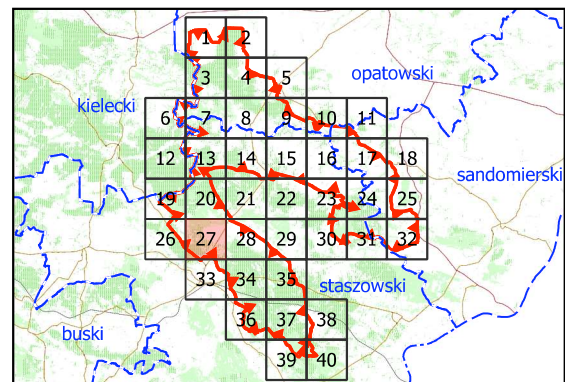 1 2
3 4 5
opatowski
kielecki
6 7 8 9 10 11
12 13 14 15 16 17 18
sandomierski
19 20 21 22 23 24 25
26 27 28 29 30 31 32
33 34 35
staszowski
36 37 38
buski
39 40